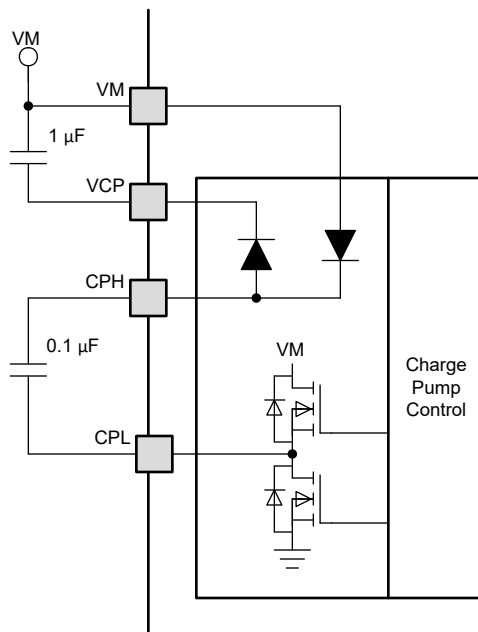 VM
VM
1 µF
VCP
CPH
0.1 µF
VM
Charge
Pump
Control
CPL